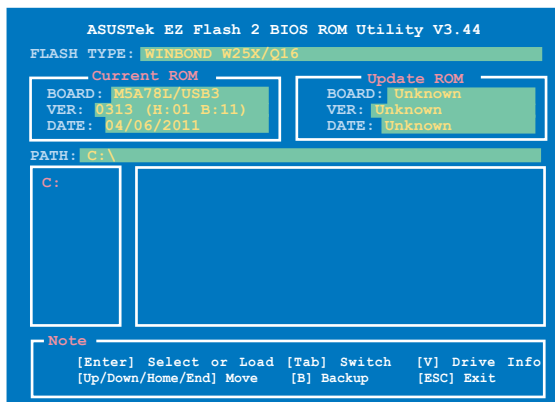 ASUSTek EZ Flash 2 BIOS ROM Utility V3.44
FLASH TYPE: WINBOND W25X/Q16
Current ROM
BOARD: M5A78L/USB3
VER: 0313 (H:01 B:11)
DATE: 04/06/2011
Update ROM
BOARD: Unknown
VER: Unknown
DATE: Unknown
PATH: C:\
C:
Note
[Enter] Select or Load [Tab] Switch [V] Drive Info
[Up/Down/Home/End] Move [B] Backup [ESC] Exit